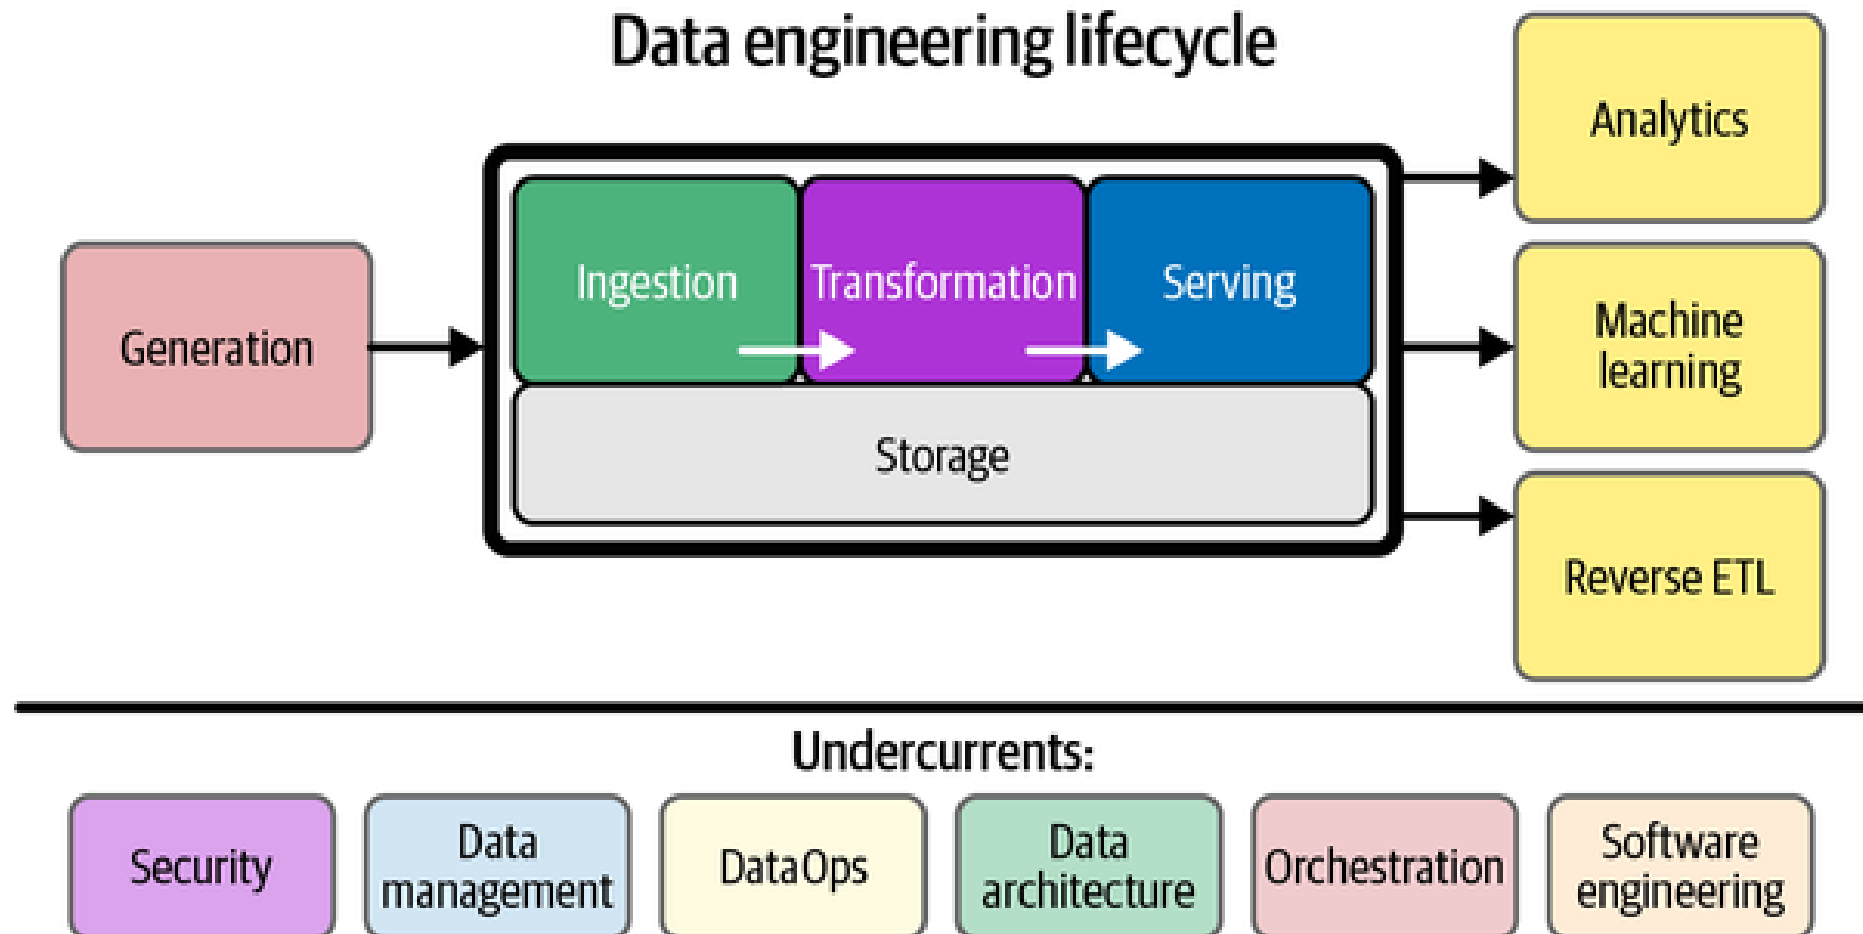 Data engineering lifecycle
Generation
Ingestion
Transformation
Serving
Storage
Analytics
Machine
learning
Reverse ETL
Undercurrents:
Security
Data
management
DataOps
Data
architecture
Orchestration
Software
engineering